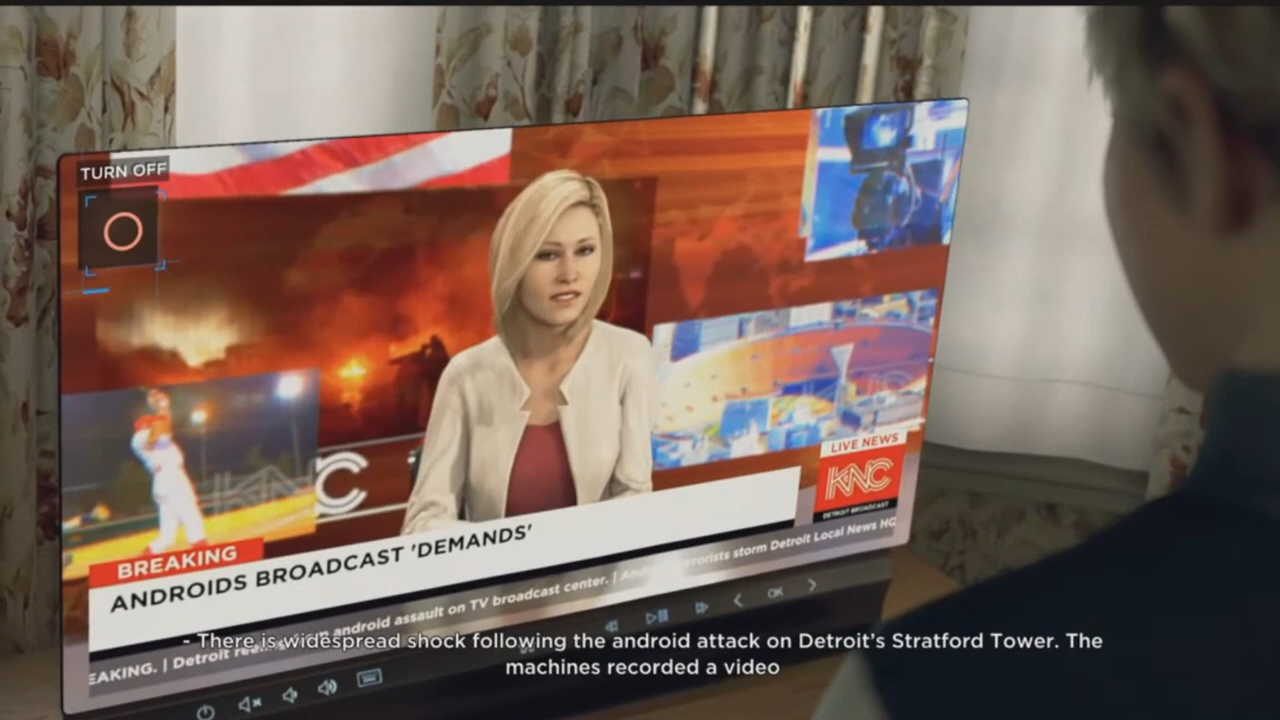 TURN OFF
C
LIVE NEWS
KNC
DETROIT BROADCAST
BREAKING
ANDROIDS BROADCAST 'DEMANDS'
EAKING. | Detroit android assault on TV broadcast center. | storm Detroit Local News HQ
OK
- There is widespread shock following the android attack on Detroit's Stratford Tower. The
machines recorded a video